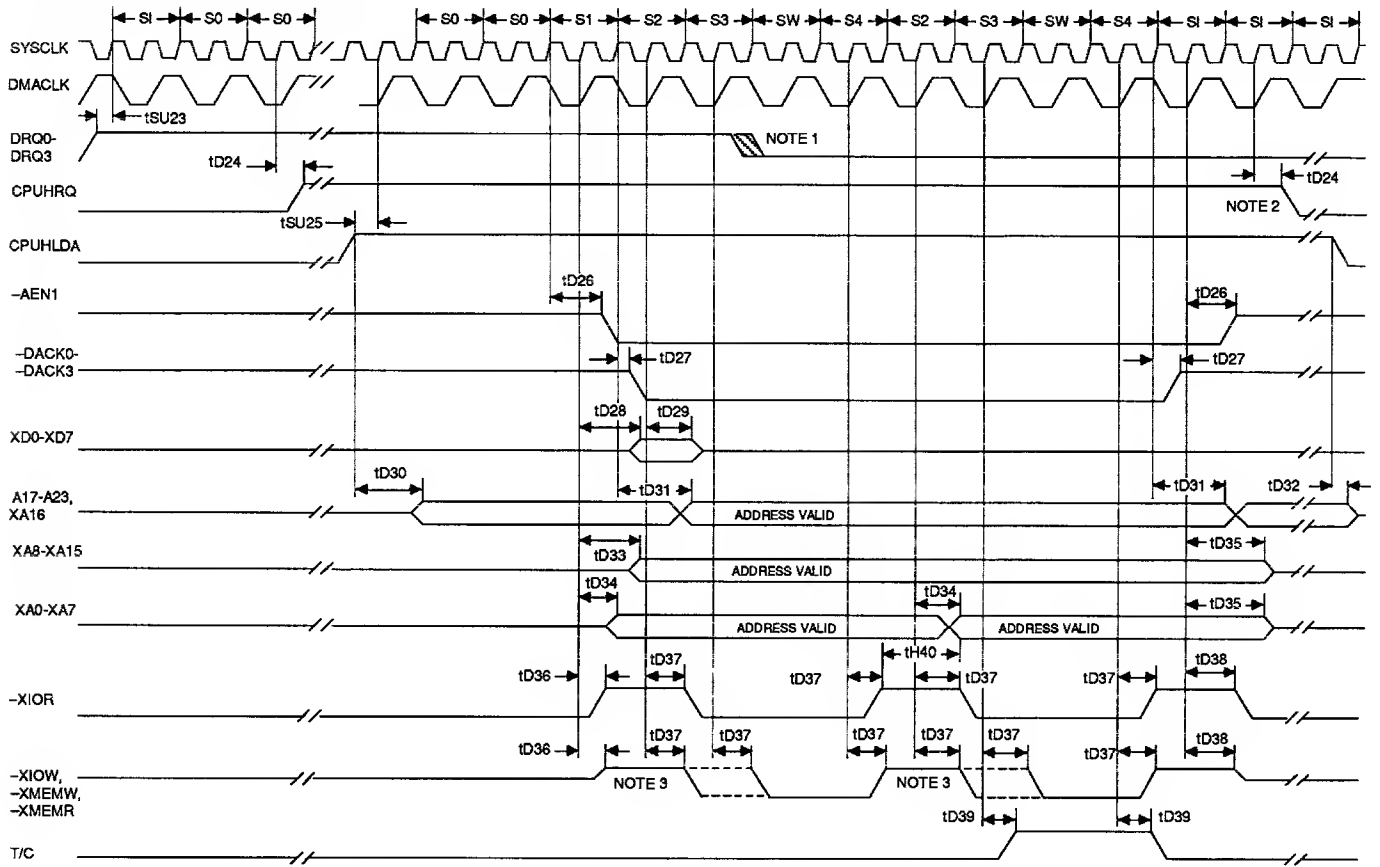 SI S0 S0 S0 S0 S1 S2 S3 SW S4 S2 S3 SW S4 SI SI SI
SYSCLK
DMACLK
tSU23
DRQ0-
DRQ3
NOTE 1
tD24
tD24
CPUHRQ
NOTE 2
tSU25
CPUHLDA
tD26
tD26
–AEN1
–DACK0-
–DACK3
tD27
tD27
tD28
tD29
XD0-XD7
tD30
A17-A23,
XA16
tD31
ADDRESS VALID
tD31
tD32
XA8-XA15
tD33
ADDRESS VALID
tD35
tD34
tD34
XA0-XA7
ADDRESS VALID
ADDRESS VALID
tD35
tH40
tD36
tD37
tD37
tD37
tD37
tD38
–XIOR
tD36
tD37
tD37
tD37
tD37
tD37
tD37
tD38
–XIOW,
–XMEMW,
–XMEMR
NOTE 3
NOTE 3
tD39
tD39
T/C